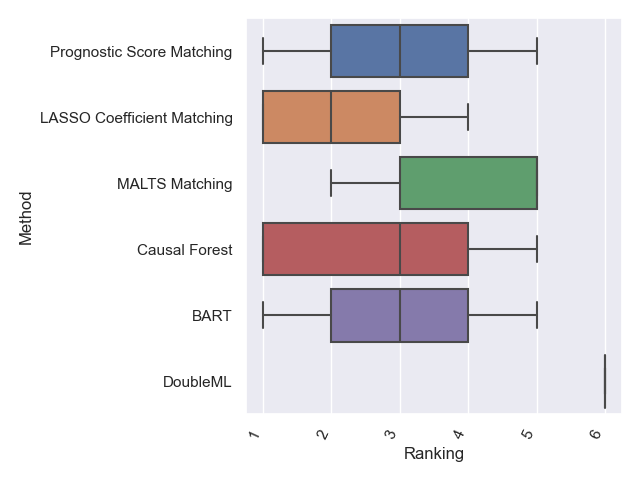 Prognostic Score Matching
LASSO Coefficient Matching
MALTS Matching
Causal Forest
BART
DoubleML
Method
1 2 3 4 5 6
Ranking